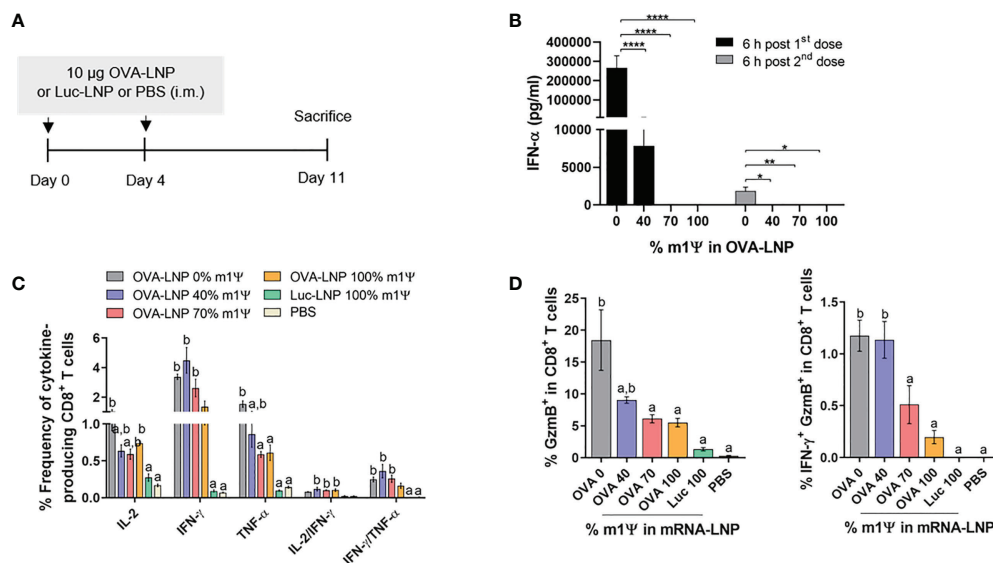 A
10 µg OVA-LNP
or Luc-LNP or PBS (i.m.)
Sacrifice
Day 0
Day 4
Day 11
B
IFN-α (pg/ml)
400000
300000
200000
100000
10000
5000
0
****
****
****
*
**
*
6 h post 1st dose
6 h post 2nd dose
0 40 70 100 0 40 70 100
% m1Ψ in OVA-LNP
C
OVA-LNP 0% m1Ψ
OVA-LNP 40% m1Ψ
OVA-LNP 70% m1Ψ
OVA-LNP 100% m1Ψ
Luc-LNP 100% m1Ψ
PBS
% Frequency of cytokine-
producing CD8+ T cells
6
4
2
1.0
0.5
0.0
b
a,b
a,b
b
a
a
b
b
b
a
a
b
a,b
a
a
a
a
b
b
b
b
b
b
a
a
IL-2
IFN-γ
TNF-α
IL-2/IFN-γ
IFN-γ/TNF-α
D
% GzmB+ in CD8+ T cells
25
20
15
10
5
0
b
a,b
a
a
a
a
OVA 0
OVA 40
OVA 70
OVA 100
Luc 100
PBS
% m1Ψ in mRNA-LNP
% IFN-γ+ GzmB+ in CD8+ T cells
1.5
1.0
0.5
0.0
b
b
a
a
a
a
OVA 0
OVA 40
OVA 70
OVA 100
Luc 100
PBS
% m1Ψ in mRNA-LNP